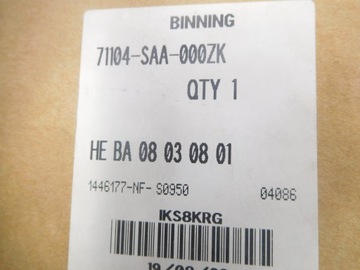 BINNING
71104-SAA-000ZK
QTY 1
HE BA 08 03 08 01
1446177-NF- S0950 04086
IKS8KRG